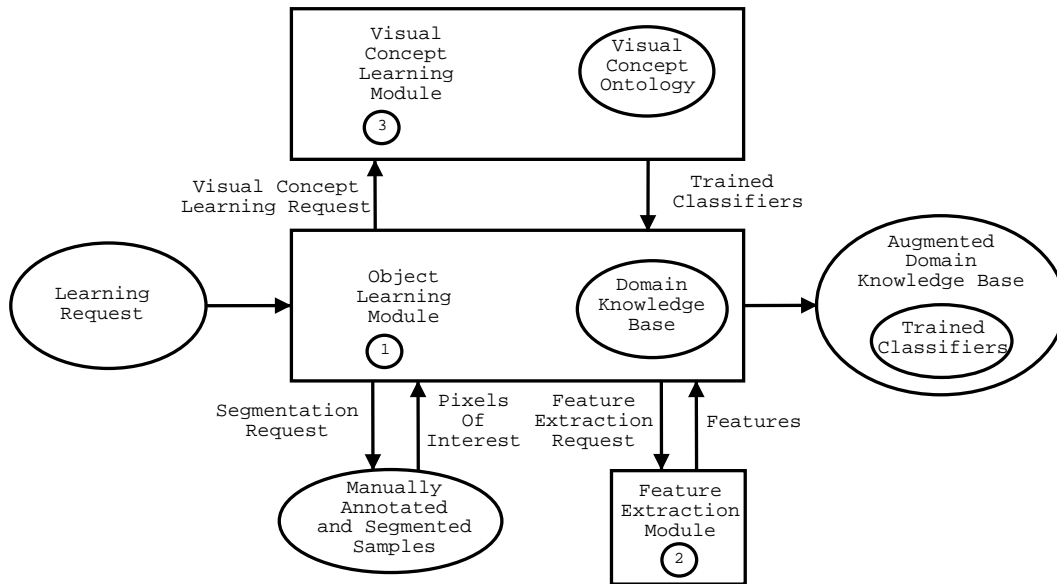 Visual
Concept
Learning
Module
3
Visual
Concept
Ontology
Visual Concept
Learning Request
Trained
Classifiers
Learning
Request
Object
Learning
Module
1
Domain
Knowledge
Base
Augmented
Domain
Knowledge Base
Trained
Classifiers
Segmentation
Request
Pixels
Of
Interest
Feature
Extraction
Request
Features
Manually
Annotated
and Segmented
Samples
Feature
Extraction
Module
2